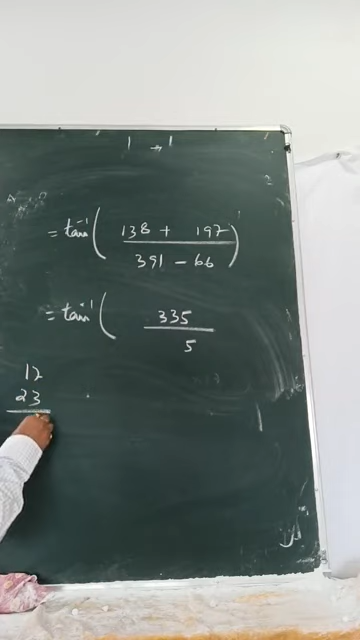 = tan⁻¹ ( 138 + 197 / 391 - 66 )
= tan⁻¹ ( 335 / 5
12
23